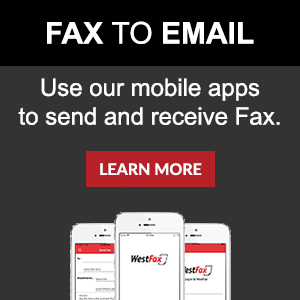 FAX TO EMAIL
Use our mobile apps
to send and receive Fax.
LEARN MORE
WestFax
WestFax